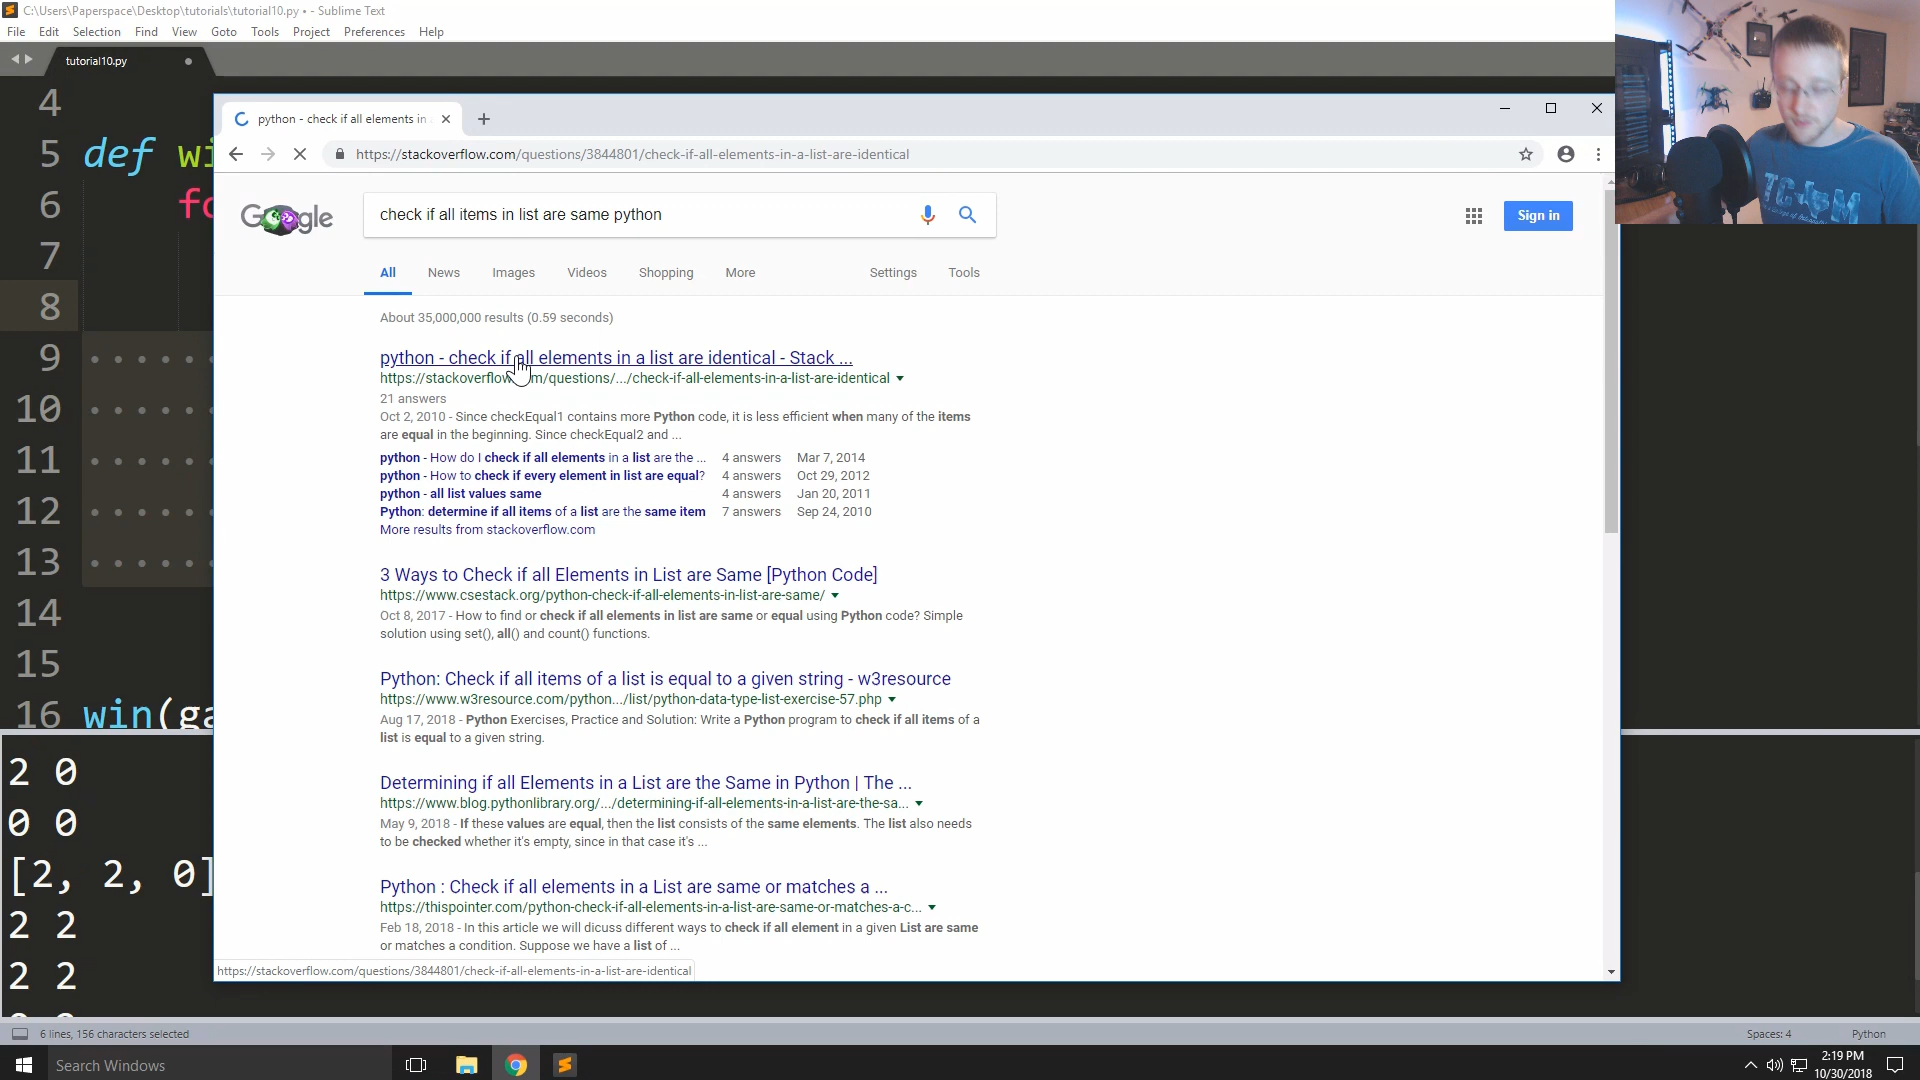 C:\Users\Paperspace\Desktop\tutorials\tutorial10.py • - Sublime Text
File Edit Selection Find View Goto Tools Project Preferences Help
tutorial10.py
4
5 def wi
6 fo
7
8
9
10
11
12
13
14
15
16 win(ga
python - check if all elements in
https://stackoverflow.com/questions/3844801/check-if-all-elements-in-a-list-are-identical
Google
check if all items in list are same python
Sign in
All News Images Videos Shopping More Settings Tools
About 35,000,000 results (0.59 seconds)
python - check if all elements in a list are identical - Stack ...
https://stackoverflow.com/questions/.../check-if-all-elements-in-a-list-are-identical
21 answers
Oct 2, 2010 - Since checkEqual1 contains more Python code, it is less efficient when many of the items
are equal in the beginning. Since checkEqual2 and ...
python - How do I check if all elements in a list are the ... 4 answers Mar 7, 2014
python - How to check if every element in list are equal? 4 answers Oct 29, 2012
python - all list values same 4 answers Jan 20, 2011
Python: determine if all items of a list are the same item 7 answers Sep 24, 2010
More results from stackoverflow.com
3 Ways to Check if all Elements in List are Same [Python Code]
https://www.csestack.org/python-check-if-all-elements-in-list-are-same/
Oct 8, 2017 - How to find or check if all elements in list are same or equal using Python code? Simple
solution using set(), all() and count() functions.
Python: Check if all items of a list is equal to a given string - w3resource
https://www.w3resource.com/python.../list/python-data-type-list-exercise-57.php
Aug 17, 2018 - Python Exercises, Practice and Solution: Write a Python program to check if all items of a
list is equal to a given string.
Determining if all Elements in a List are the Same in Python | The ...
https://www.blog.pythonlibrary.org/.../determining-if-all-elements-in-a-list-are-the-sa...
May 9, 2018 - If these values are equal, then the list consists of the same elements. The list also needs
to be checked whether it's empty, since in that case it's ...
Python : Check if all elements in a List are same or matches a ...
https://thispointer.com/python-check-if-all-elements-in-a-list-are-same-or-matches-a-c...
Feb 18, 2018 - In this article we will dicuss different ways to check if all element in a given List are same
or matches a condition. Suppose we have a list of ...
https://stackoverflow.com/questions/3844801/check-if-all-elements-in-a-list-are-identical
2 0
0 0
[2, 2, 0]
2 2
2 2
6 lines, 156 characters selected
Spaces: 4 Python
Search Windows
2:19 PM
10/30/2018